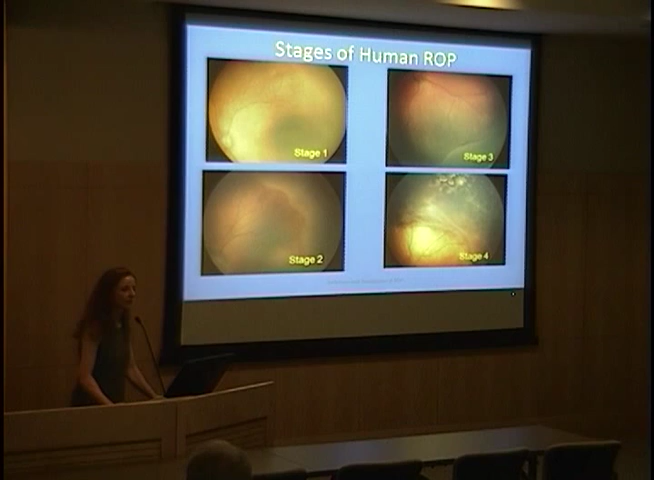 Stages of Human ROP
Stage 1
Stage 3
Stage 2
Stage 4